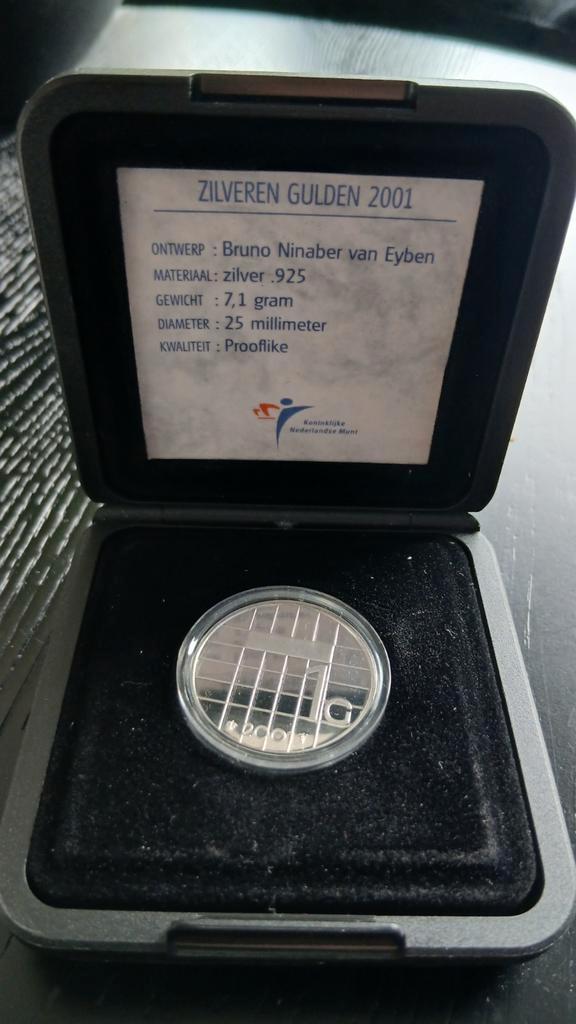 ZILVEREN GULDEN 2001
ONTWERP : Bruno Ninaber van Eyben
MATERIAAL : zilver .925
GEWICHT : 7,1 gram
DIAMETER : 25 millimeter
KWALITEIT : Prooflike
Koninklijke
Nederlandse Munt
1G
2001